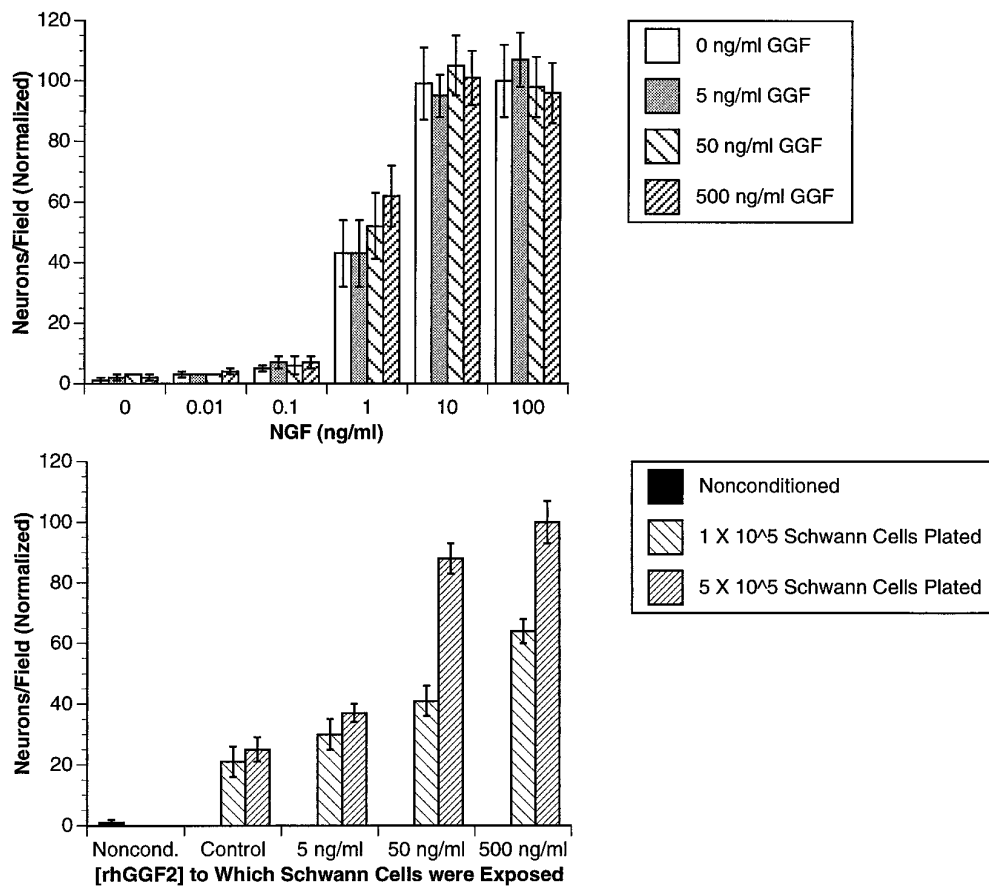 120
100
80
60
40
20
0
Neurons/Field (Normalized)
0 0.01 0.1 1 10 100
NGF (ng/ml)
0 ng/ml GGF
5 ng/ml GGF
50 ng/ml GGF
500 ng/ml GGF
120
100
80
60
40
20
0
Neurons/Field (Normalized)
Noncond. Control 5 ng/ml 50 ng/ml 500 ng/ml
[rhGGF2] to Which Schwann Cells were Exposed
Nonconditioned
1 X 10^5 Schwann Cells Plated
5 X 10^5 Schwann Cells Plated